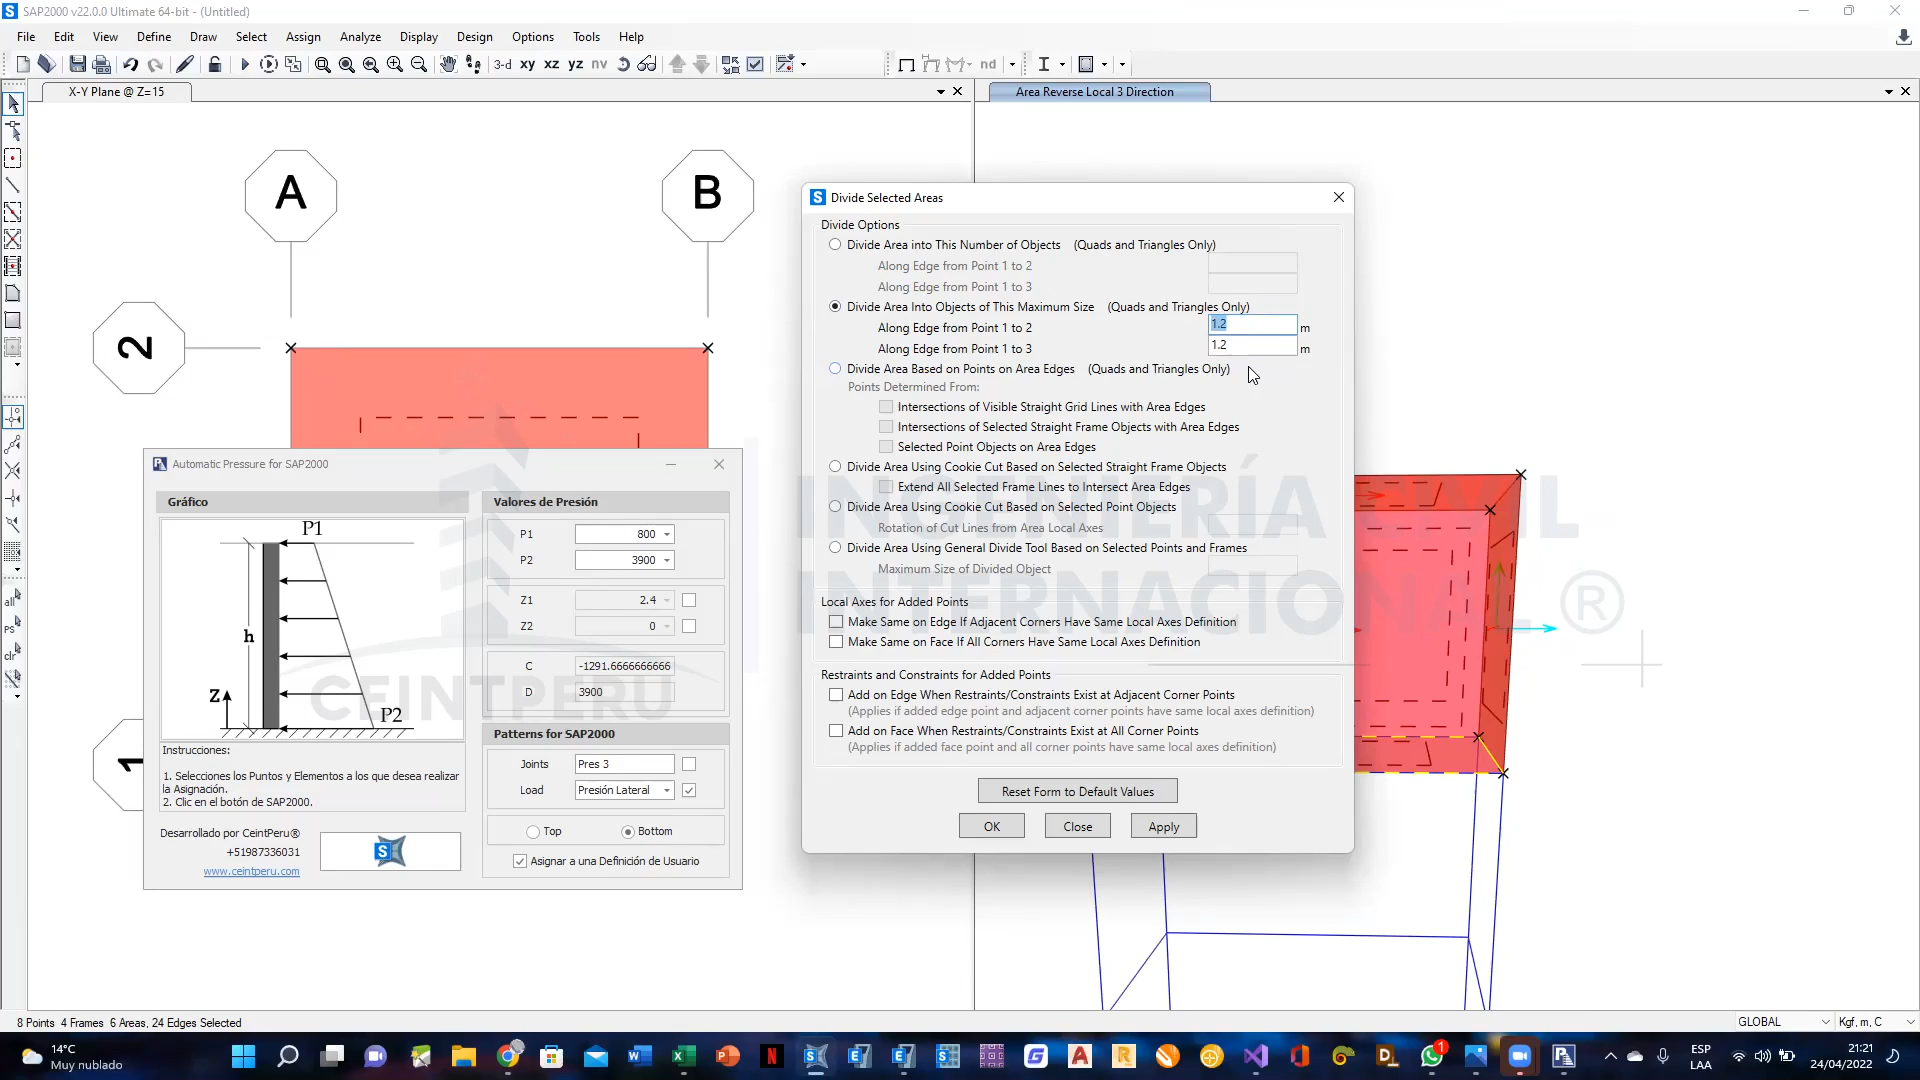 SAP2000 v22.0.0 Ultimate 64-bit - (Untitled)
File Edit View Define Draw Select Assign Analyze Display Design Options Tools Help
3-d xy xz yz nv nd
X-Y Plane @ Z=15
Area Reverse Local 3 Direction
A
B
2
1
all
PS
clr
Divide Selected Areas
Divide Options
Divide Area into This Number of Objects (Quads and Triangles Only)
Along Edge from Point 1 to 2
Along Edge from Point 1 to 3
Divide Area Into Objects of This Maximum Size (Quads and Triangles Only)
Along Edge from Point 1 to 2 1.2 m
Along Edge from Point 1 to 3 1.2 m
Divide Area Based on Points on Area Edges (Quads and Triangles Only)
Points Determined From:
Intersections of Visible Straight Grid Lines with Area Edges
Intersections of Selected Straight Frame Objects with Area Edges
Selected Point Objects on Area Edges
Divide Area Using Cookie Cut Based on Selected Straight Frame Objects
Extend All Selected Frame Lines to Intersect Area Edges
Divide Area Using Cookie Cut Based on Selected Point Objects
Rotation of Cut Lines from Area Local Axes
Divide Area Using General Divide Tool Based on Selected Points and Frames
Maximum Size of Divided Object
Local Axes for Added Points
Make Same on Edge If Adjacent Corners Have Same Local Axes Definition
Make Same on Face If All Corners Have Same Local Axes Definition
Restraints and Constraints for Added Points
Add on Edge When Restraints/Constraints Exist at Adjacent Corner Points
(Applies if added edge point and adjacent corner points have same local axes definition)
Add on Face When Restraints/Constraints Exist at All Corner Points
(Applies if added face point and all corner points have same local axes definition)
Reset Form to Default Values
OK Close Apply
Automatic Pressure for SAP2000
Gráfico
P1
h
Z
P2
Instrucciones:
1. Selecciones los Puntos y Elementos a los que desea realizar
la Asignación.
2. Clic en el botón de SAP2000.
Desarrollado por CeintPeru®
+51987336031
www.ceintperu.com
Valores de Presión
P1 800
P2 3900
Z1 2.4
Z2 0
C -1291.6666666666
D 3900
Patterns for SAP2000
Joints Pres 3
Load Presión Lateral
Top Bottom
Asignar a una Definición de Usuario
CEINTPERU
INGENIERÍA CIVIL
INTERNACIONAL ®
8 Points 4 Frames 6 Areas, 24 Edges Selected
GLOBAL
Kgf, m, C
14°C
Muy nublado
1
ESP
LAA
21:21
24/04/2022